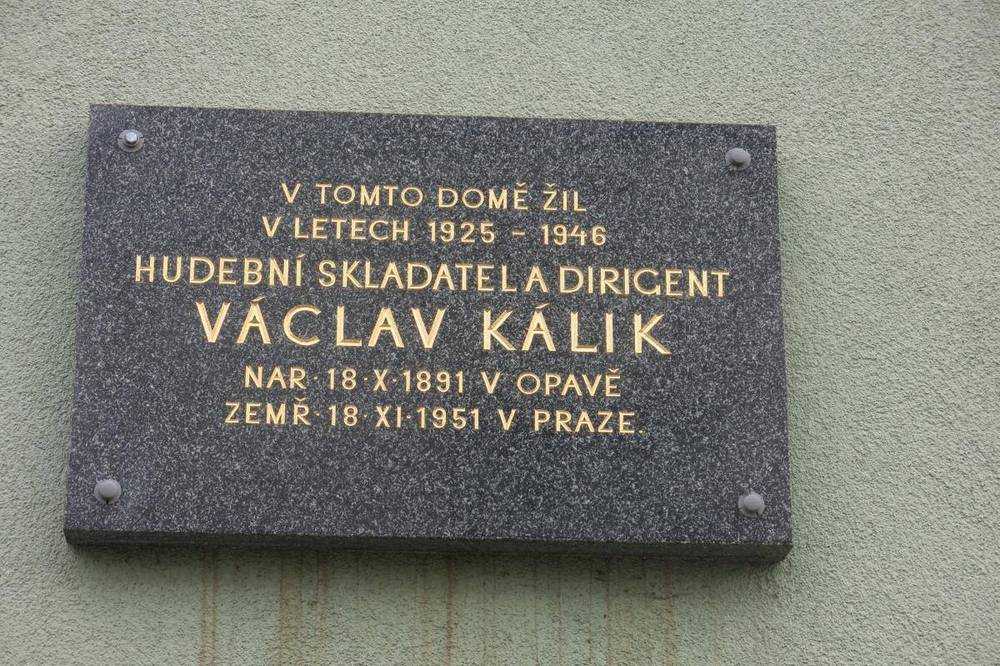 V TOMTO DOMĚ ŽIL
V LETECH 1925 - 1946
HUDEBNÍ SKLADATEL A DIRIGENT
VÁCLAV KÁLIK
NAR·18·X·1891 V OPAVĚ
ZEMŘ·18·XI·1951 V PRAZE.